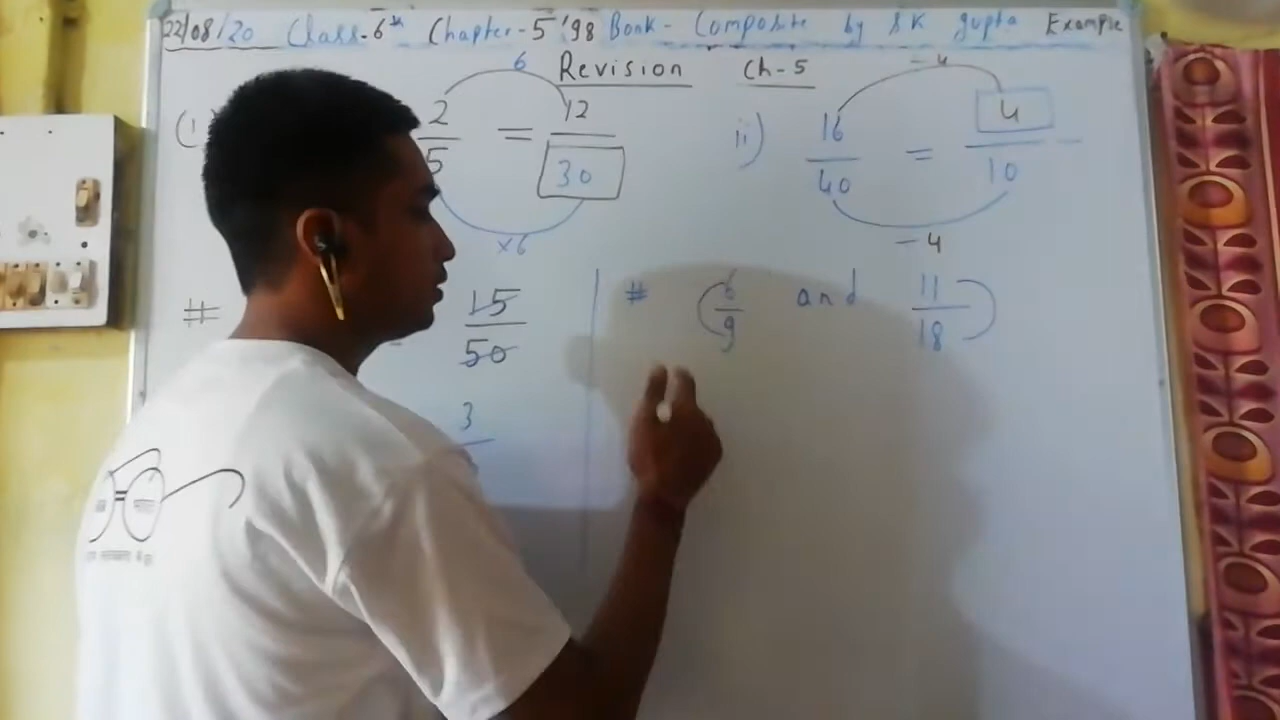 22/08/20 Class-6th Chapter-5 '98 Book- Composite by SK gupta Example
Revision Ch-5
(i) 2/5 = 12/30 6 ×6
ii) 16/40 = 4/10 -4 -4
# 15/50
3
# 6/9 and 11/18